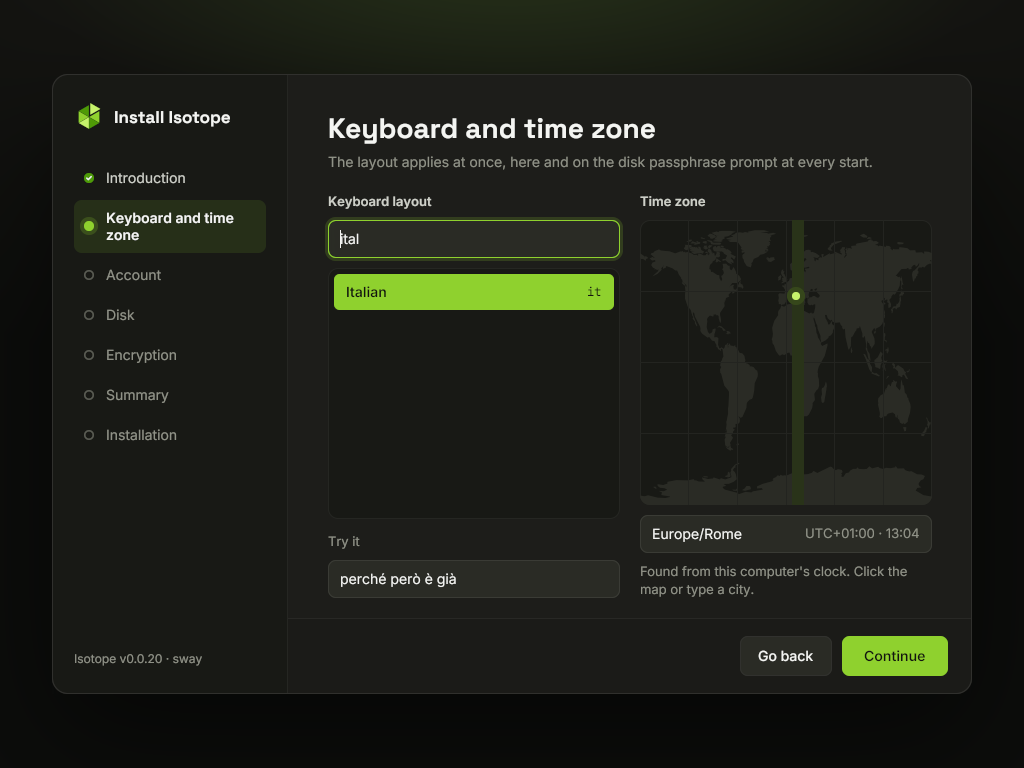 Install Isotope
Introduction
Keyboard and time
zone
Account
Disk
Encryption
Summary
Installation
Isotope v0.0.20 · sway
Keyboard and time zone
The layout applies at once, here and on the disk passphrase prompt at every start.
Keyboard layout
ital
Italian it
Try it
perché però è già
Time zone
Europe/Rome UTC+01:00 · 13:04
Found from this computer's clock. Click the
map or type a city.
Go back Continue